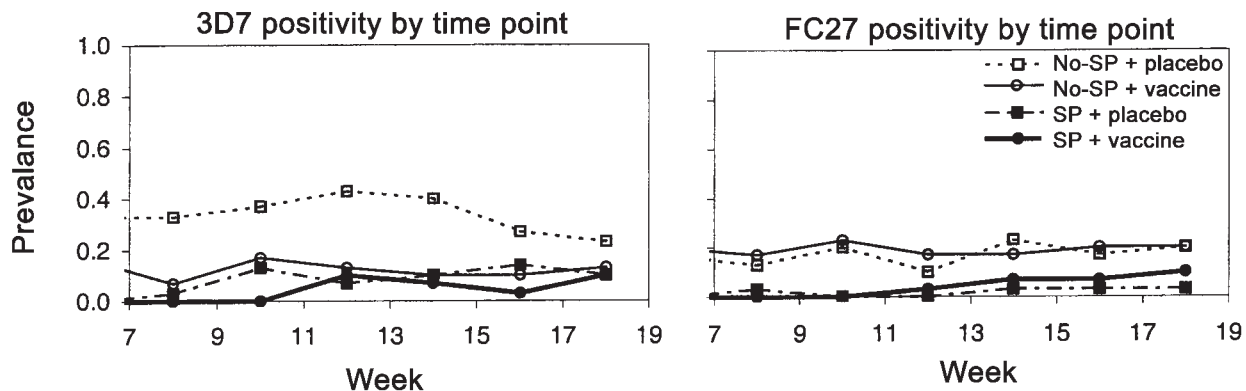 3D7 positivity by time point
FC27 positivity by time point
Prevalance
1.0
0.8
0.6
0.4
0.2
0.0
7 9 11 13 15 17 19
Week
No-SP + placebo
No-SP + vaccine
SP + placebo
SP + vaccine
7 9 11 13 15 17 19
Week